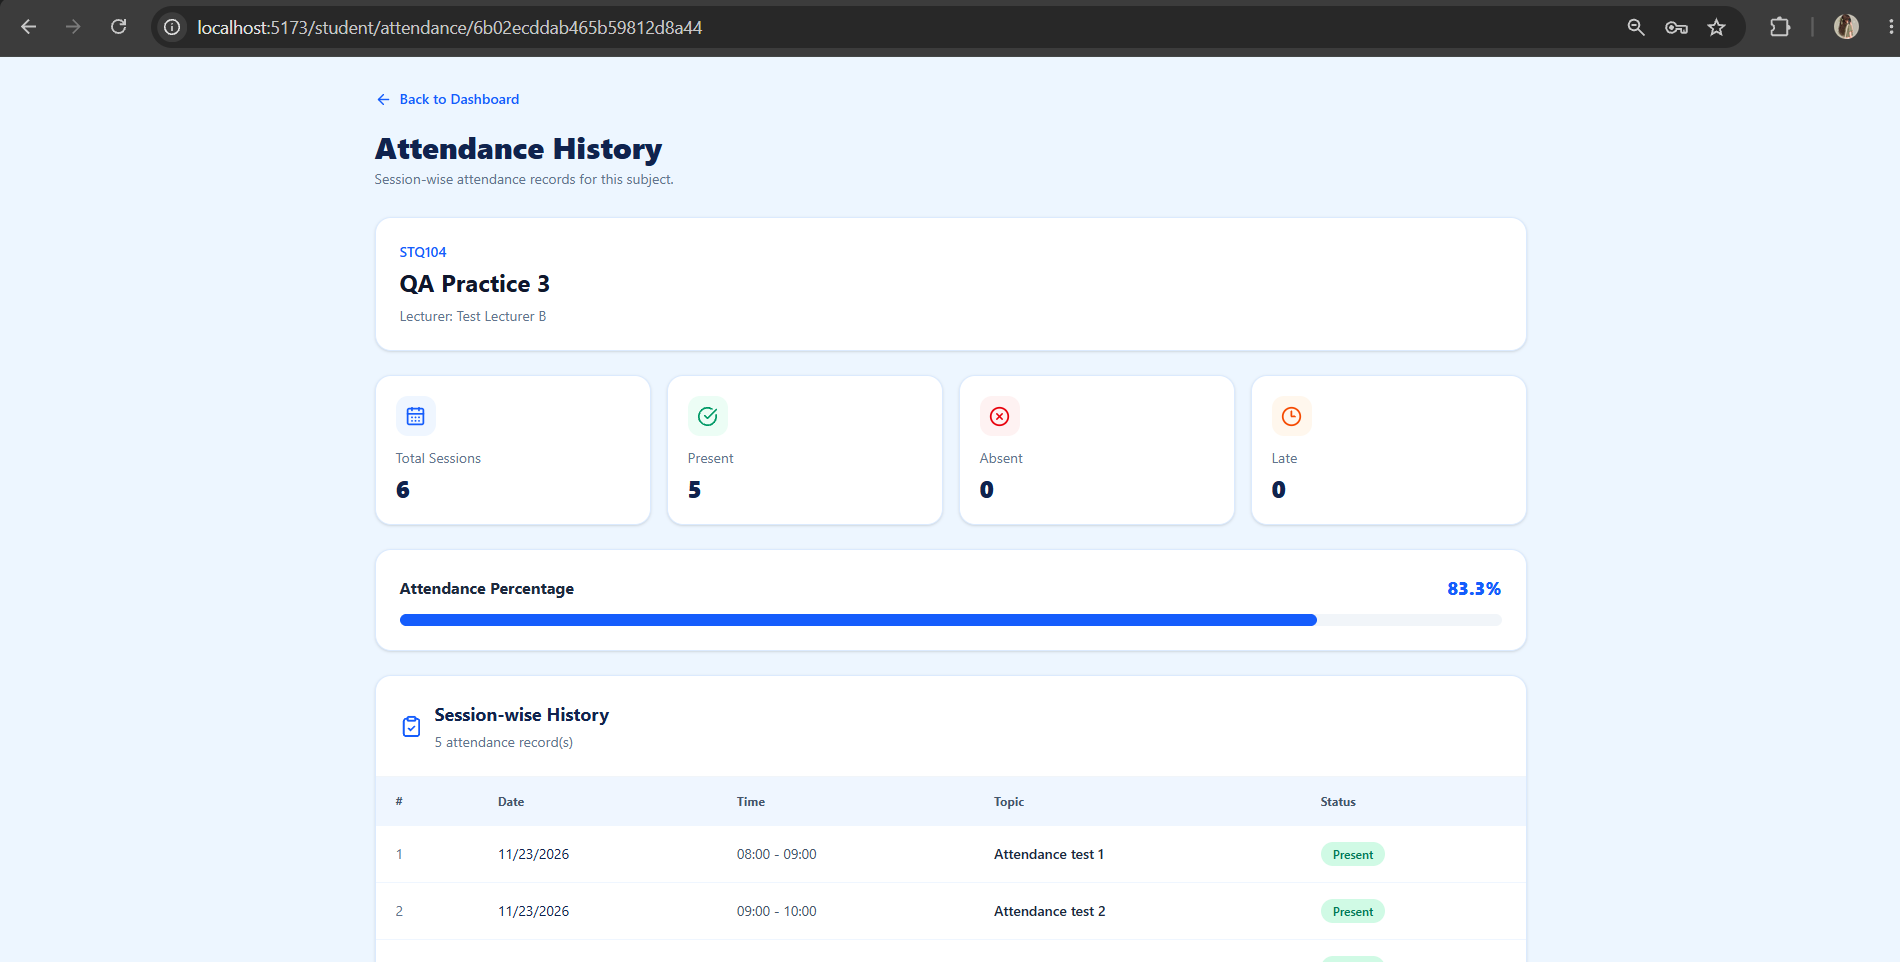 localhost:5173/student/attendance/6b02ecddab465b59812d8a44
Back to Dashboard
Attendance History
Session-wise attendance records for this subject.
STQ104
QA Practice 3
Lecturer: Test Lecturer B
Total Sessions
6
Present
5
Absent
0
Late
0
Attendance Percentage
83.3%
Session-wise History
5 attendance record(s)
# Date Time Topic Status
1 11/23/2026 08:00 - 09:00 Attendance test 1 Present
2 11/23/2026 09:00 - 10:00 Attendance test 2 Present